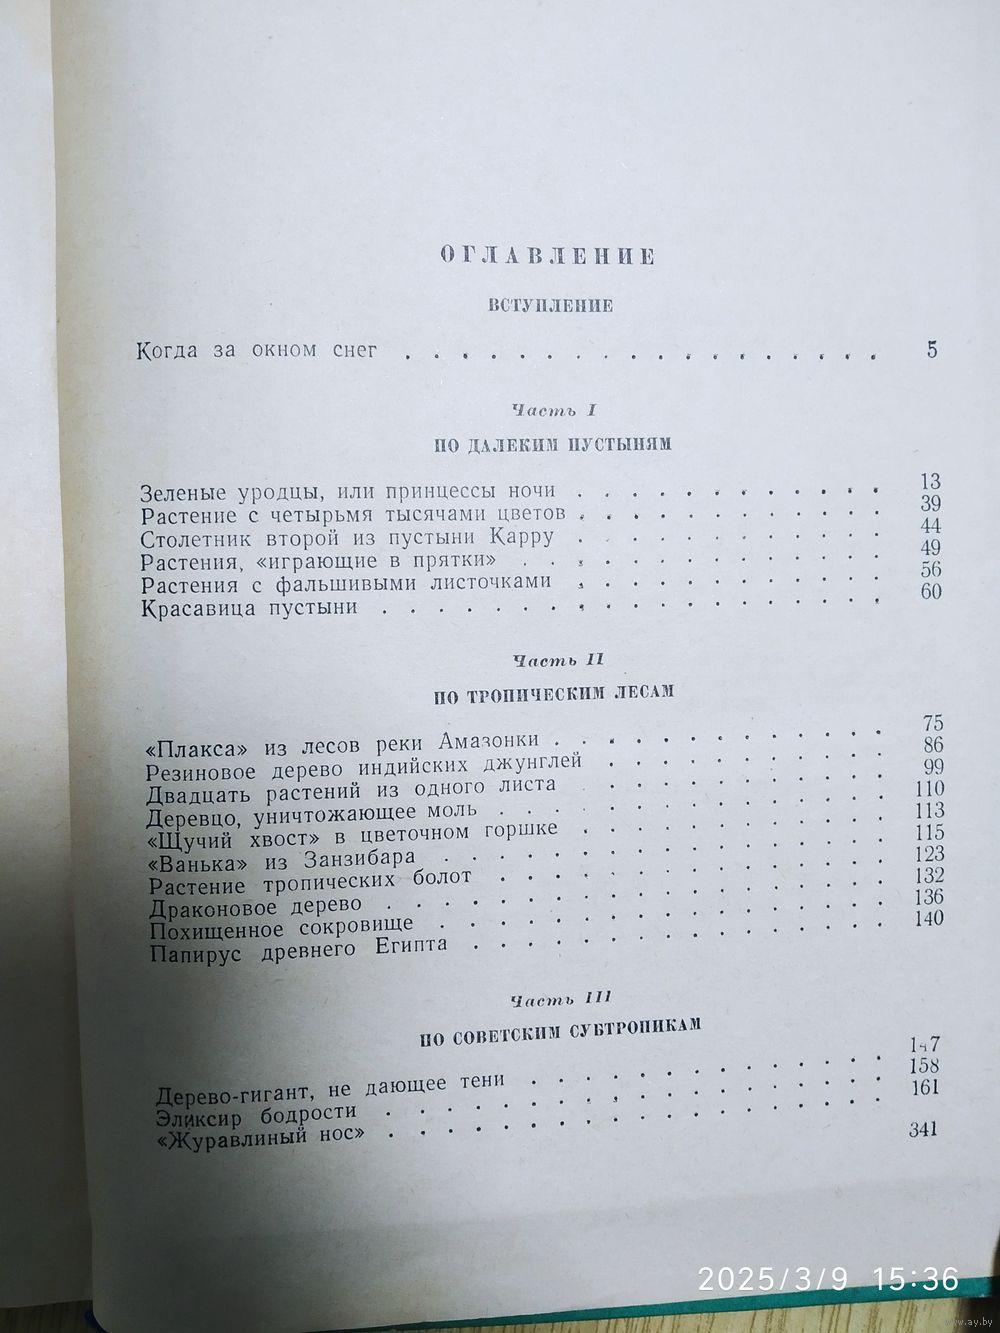 ОГЛАВЛЕНИЕ
ВСТУПЛЕНИЕ
Когда за окном снег . . . . . . . . . . . . . . . . . . 5
Часть I
ПО ДАЛЕКИМ ПУСТЫНЯМ
Зеленые уродцы, или принцессы ночи . . . . . . . . . . . . 13
Растение с четырьмя тысячами цветов . . . . . . . . . . . . 39
Столетник второй из пустыни Карру . . . . . . . . . . . . 44
Растения, «играющие в прятки» . . . . . . . . . . . . . . 49
Растения с фальшивыми листочками . . . . . . . . . . . . 56
Красавица пустыни . . . . . . . . . . . . . . . . . . . 60
Часть II
ПО ТРОПИЧЕСКИМ ЛЕСАМ
«Плакса» из лесов реки Амазонки . . . . . . . . . . . . . 75
Резиновое дерево индийских джунглей . . . . . . . . . . . 86
Двадцать растений из одного листа . . . . . . . . . . . 99
Деревцо, уничтожающее моль . . . . . . . . . . . . . . 110
«Щучий хвост» в цветочном горшке . . . . . . . . . . . . 113
«Ванька» из Занзибара . . . . . . . . . . . . . . . . 115
Растение тропических болот . . . . . . . . . . . . . . 123
Драконовое дерево . . . . . . . . . . . . . . . . . . 132
Похищенное сокровище . . . . . . . . . . . . . . . . 136
Папирус древнего Египта . . . . . . . . . . . . . . . 140
Часть III
ПО СОВЕТСКИМ СУБТРОПИКАМ
Дерево-гигант, не дающее тени . . . . . . . . . . . . .
Эликсир бодрости . . . . . . . . . . . . . . . . . . 158
«Журавлиный нос» . . . . . . . . . . . . . . . . . . 161
341
2025/3/9 15:36
www.ay.by